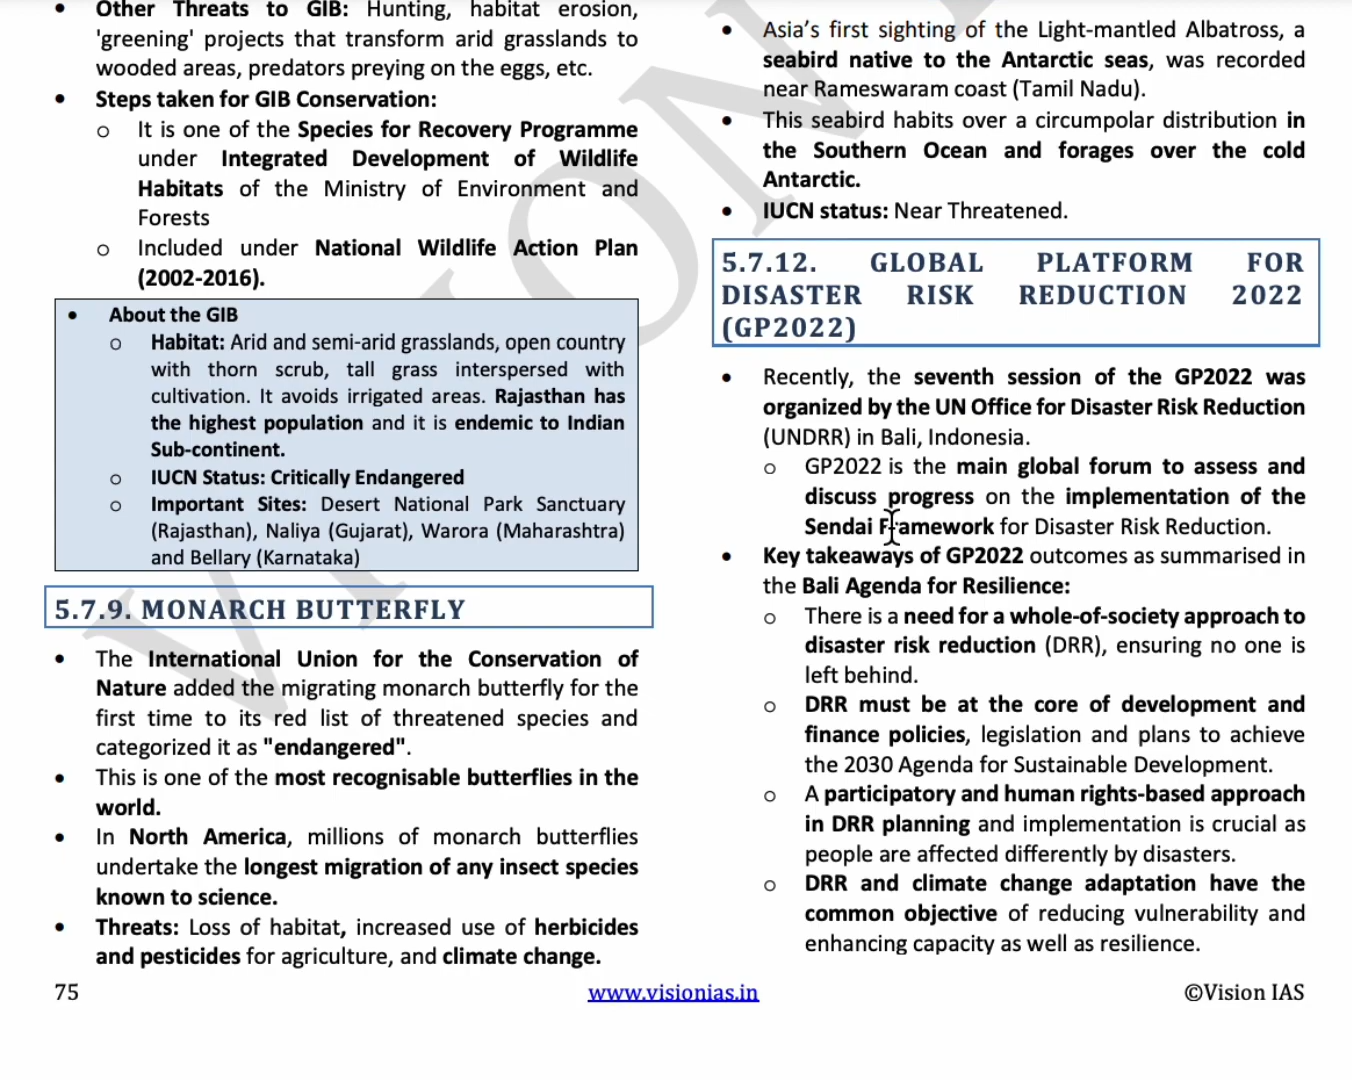 • Other Threats to GIB: Hunting, habitat erosion,
'greening' projects that transform arid grasslands to
wooded areas, predators preying on the eggs, etc.
• Steps taken for GIB Conservation:
o It is one of the Species for Recovery Programme
under Integrated Development of Wildlife
Habitats of the Ministry of Environment and
Forests
o Included under National Wildlife Action Plan
(2002-2016).
• About the GIB
o Habitat: Arid and semi-arid grasslands, open country
with thorn scrub, tall grass interspersed with
cultivation. It avoids irrigated areas. Rajasthan has
the highest population and it is endemic to Indian
Sub-continent.
o IUCN Status: Critically Endangered
o Important Sites: Desert National Park Sanctuary
(Rajasthan), Naliya (Gujarat), Warora (Maharashtra)
and Bellary (Karnataka)
5.7.9. MONARCH BUTTERFLY
• The International Union for the Conservation of
Nature added the migrating monarch butterfly for the
first time to its red list of threatened species and
categorized it as "endangered".
• This is one of the most recognisable butterflies in the
world.
• In North America, millions of monarch butterflies
undertake the longest migration of any insect species
known to science.
• Threats: Loss of habitat, increased use of herbicides
and pesticides for agriculture, and climate change.
• Asia’s first sighting of the Light-mantled Albatross, a
seabird native to the Antarctic seas, was recorded
near Rameswaram coast (Tamil Nadu).
• This seabird habits over a circumpolar distribution in
the Southern Ocean and forages over the cold
Antarctic.
• IUCN status: Near Threatened.
5.7.12. GLOBAL PLATFORM FOR
DISASTER RISK REDUCTION 2022
(GP2022)
• Recently, the seventh session of the GP2022 was
organized by the UN Office for Disaster Risk Reduction
(UNDRR) in Bali, Indonesia.
o GP2022 is the main global forum to assess and
discuss progress on the implementation of the
Sendai Framework for Disaster Risk Reduction.
• Key takeaways of GP2022 outcomes as summarised in
the Bali Agenda for Resilience:
o There is a need for a whole-of-society approach to
disaster risk reduction (DRR), ensuring no one is
left behind.
o DRR must be at the core of development and
finance policies, legislation and plans to achieve
the 2030 Agenda for Sustainable Development.
o A participatory and human rights-based approach
in DRR planning and implementation is crucial as
people are affected differently by disasters.
o DRR and climate change adaptation have the
common objective of reducing vulnerability and
enhancing capacity as well as resilience.
75 www.visionias.in ©Vision IAS